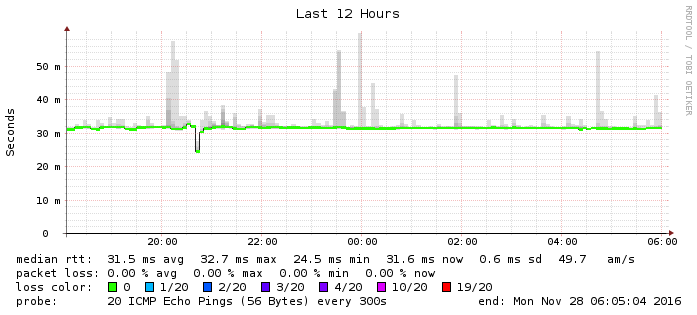 Last 12 Hours
RRDTOOL / TOBI OETIKER
Seconds
50 m
40 m
30 m
20 m
10 m
0
20:00 22:00 00:00 02:00 04:00 06:00
median rtt: 31.5 ms avg 32.7 ms max 24.5 ms min 31.6 ms now 0.6 ms sd 49.7 am/s
packet loss: 0.00 % avg 0.00 % max 0.00 % min 0.00 % now
loss color: 0 1/20 2/20 3/20 4/20 10/20 19/20
probe: 20 ICMP Echo Pings (56 Bytes) every 300s end: Mon Nov 28 06:05:04 2016